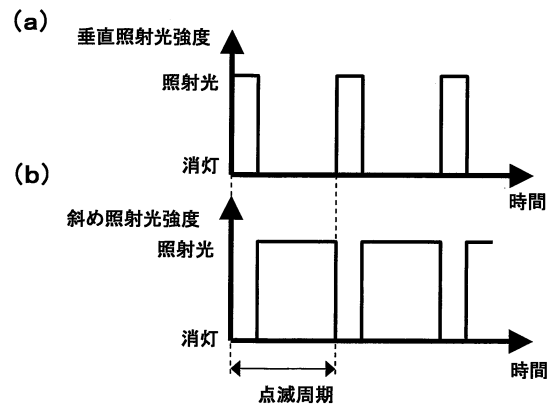 (a)
垂直照射光強度
照射光
消灯
時間
(b)
斜め照射光強度
照射光
消灯
時間
点滅周期